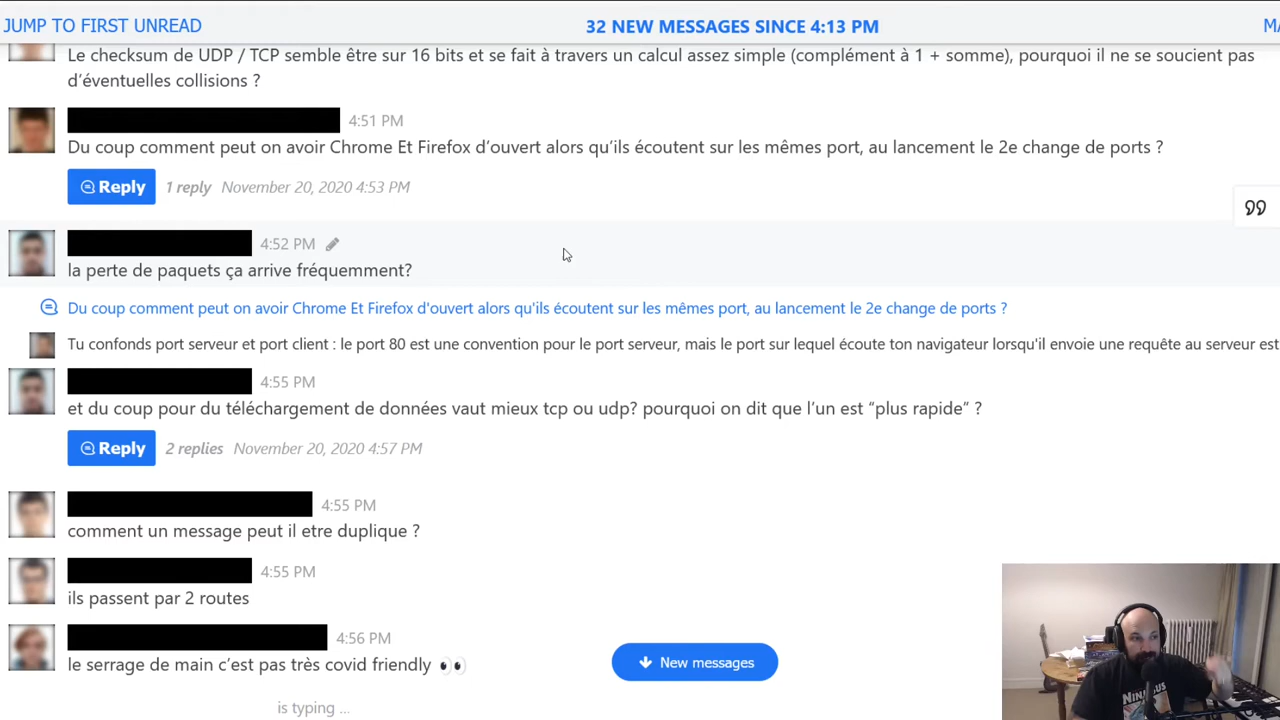 JUMP TO FIRST UNREAD
32 NEW MESSAGES SINCE 4:13 PM
MA
Le checksum de UDP / TCP semble être sur 16 bits et se fait à travers un calcul assez simple (complément à 1 + somme), pourquoi il ne se soucient pas
d’éventuelles collisions ?
4:51 PM
Du coup comment peut on avoir Chrome Et Firefox d’ouvert alors qu’ils écoutent sur les mêmes port, au lancement le 2e change de ports ?
Reply 1 reply November 20, 2020 4:53 PM
4:52 PM
la perte de paquets ça arrive fréquemment?
Du coup comment peut on avoir Chrome Et Firefox d'ouvert alors qu'ils écoutent sur les mêmes port, au lancement le 2e change de ports ?
Tu confonds port serveur et port client : le port 80 est une convention pour le port serveur, mais le port sur lequel écoute ton navigateur lorsqu'il envoie une requête au serveur est
4:55 PM
et du coup pour du téléchargement de données vaut mieux tcp ou udp? pourquoi on dit que l’un est “plus rapide” ?
Reply 2 replies November 20, 2020 4:57 PM
4:55 PM
comment un message peut il etre duplique ?
4:55 PM
ils passent par 2 routes
4:56 PM
le serrage de main c’est pas très covid friendly 👀
New messages
is typing ...